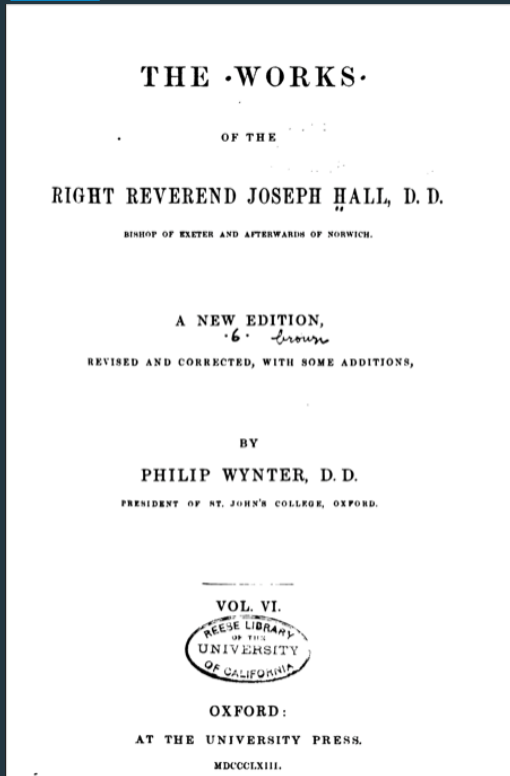 THE ·WORKS·
OF THE
RIGHT REVEREND JOSEPH HALL, D. D.
BISHOP OF EXETER AND AFTERWARDS OF NORWICH.
A NEW EDITION,
·6· brown
REVISED AND CORRECTED, WITH SOME ADDITIONS,
BY
PHILIP WYNTER, D. D.
PRESIDENT OF ST. JOHN'S COLLEGE, OXFORD.
VOL. VI.
REESE LIBRARY
OF THE
UNIVERSITY
OF CALIFORNIA
OXFORD:
AT THE UNIVERSITY PRESS.
MDCCCLXIII.